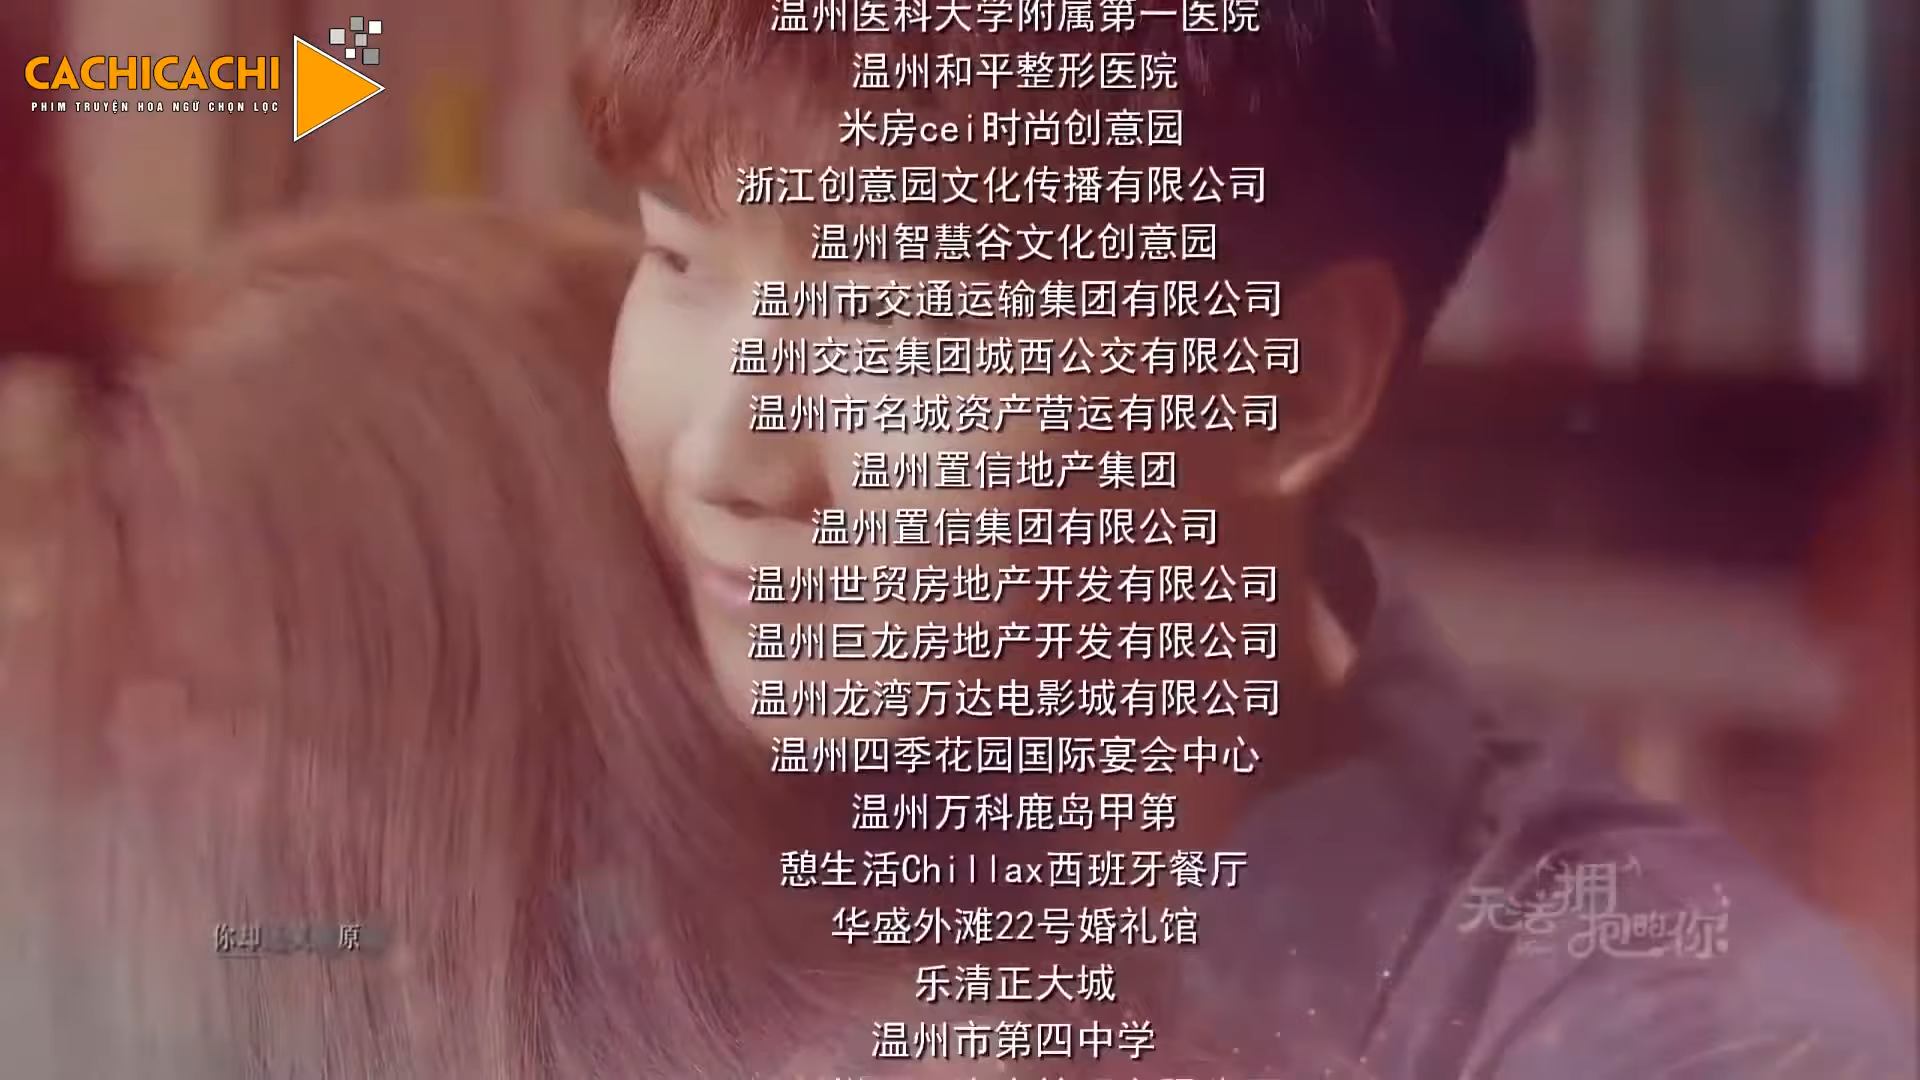 温州医科大学附属第一医院
CACHICACHI
PHIM TRUYỆN HOA NGỮ CHỌN LỌC
温州和平整形医院
米房cei时尚创意园
浙江创意园文化传播有限公司
温州智慧谷文化创意园
温州市交通运输集团有限公司
温州交运集团城西公交有限公司
温州市名城资产营运有限公司
温州置信地产集团
温州置信集团有限公司
温州世贸房地产开发有限公司
温州巨龙房地产开发有限公司
温州龙湾万达电影城有限公司
温州四季花园国际宴会中心
温州万科鹿岛甲第
憩生活Chillax西班牙餐厅
华盛外滩22号婚礼馆
无法拥抱的你
你却 原
乐清正大城
温州市第四中学